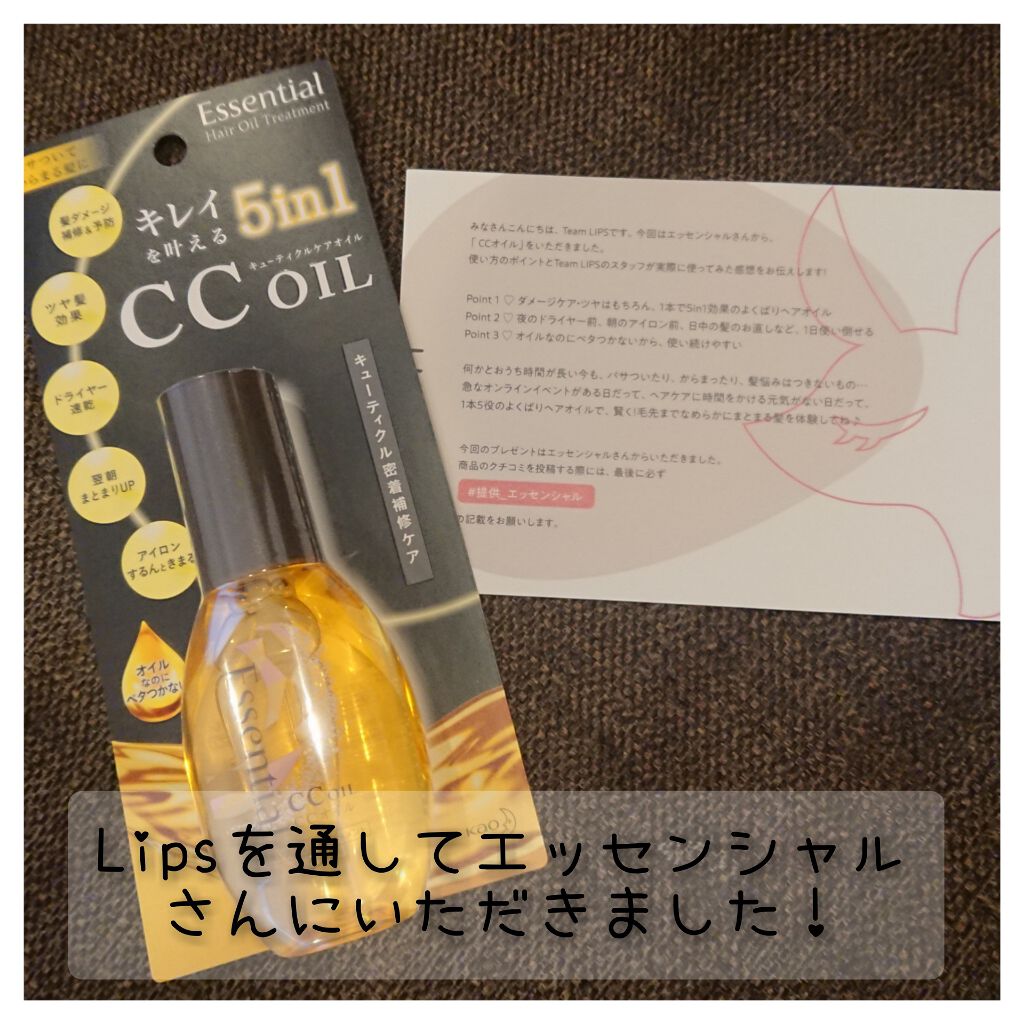 Essential
Hair Oil Treatment
サついて
らまる髪に
キレイ
を叶える
5in1
キューティクルケアオイル
CC OIL
髪ダメージ
補修&予防
ツヤ髪
効果
ドライヤー
速乾
翌朝
まとまりUP
アイロン
するんときまる
オイル
なのに
ベタつかない
キューティクル密着補修ケア
Essential
CC OIL
Kao
みなさんこんにちは、Team LIPSです。今回はエッセンシャルさんから、
「CCオイル」をいただきました。
使い方のポイントとTeam LIPSのスタッフが実際に使ってみた感想をお伝えします!
Point 1 ♡ ダメージケア・ツヤはもちろん、1本で5in1効果のよくばりヘアオイル
Point 2 ♡ 夜のドライヤー前、朝のアイロン前、日中の髪のお直しなど、1日使い倒せる
Point 3 ♡ オイルなのにベタつかないから、使い続けやすい
何かとおうち時間が長い今も、パサついたり、からまったり、髪悩みはつきないもの…
急なオンラインイベントがある日だって、ヘアケアに時間をかける元気がない日だって、
1本5役のよくばりヘアオイルで、賢く!毛先までなめらかにまとまる髪を体験してね♪
今回のプレゼントはエッセンシャルさんからいただきました。
商品のクチコミを投稿する際には、最後に必ず
#提供_エッセンシャル
の記載をお願いします。
Lipsを通してエッセンシャル
さんにいただきました!